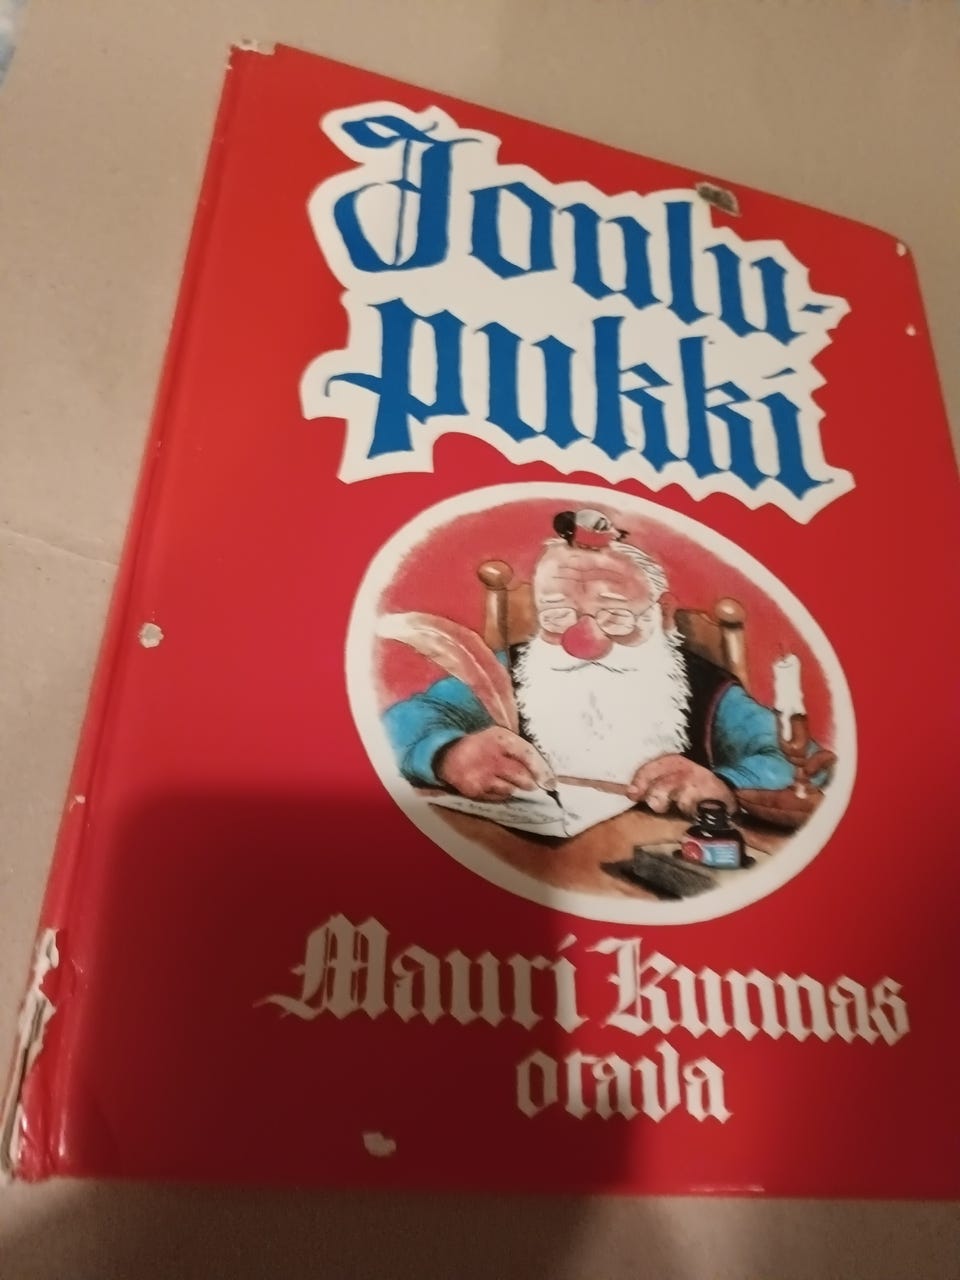 Joulu-
pukki
Mauri Kunnas
otava